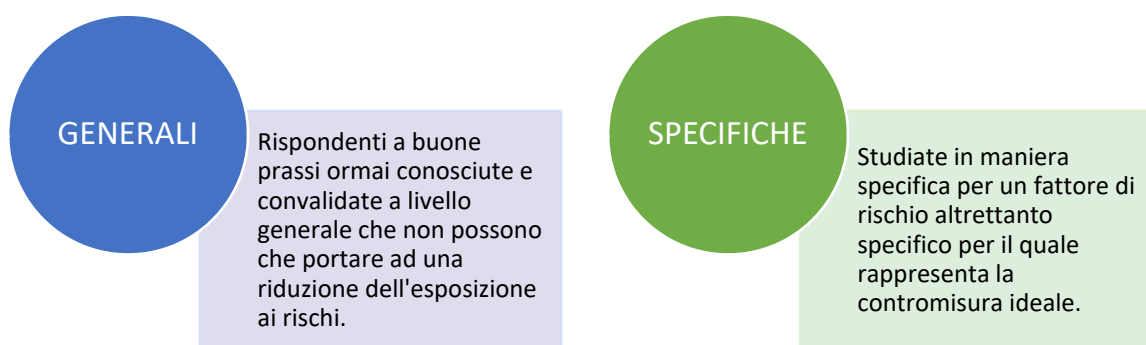 GENERALI
Rispondenti a buone
prassi ormai conosciute e
convalidate a livello
generale che non possono
che portare ad una
riduzione dell'esposizione
ai rischi.
SPECIFICHE
Studiate in maniera
specifica per un fattore di
rischio altrettanto
specifico per il quale
rappresenta la
contromisura ideale.